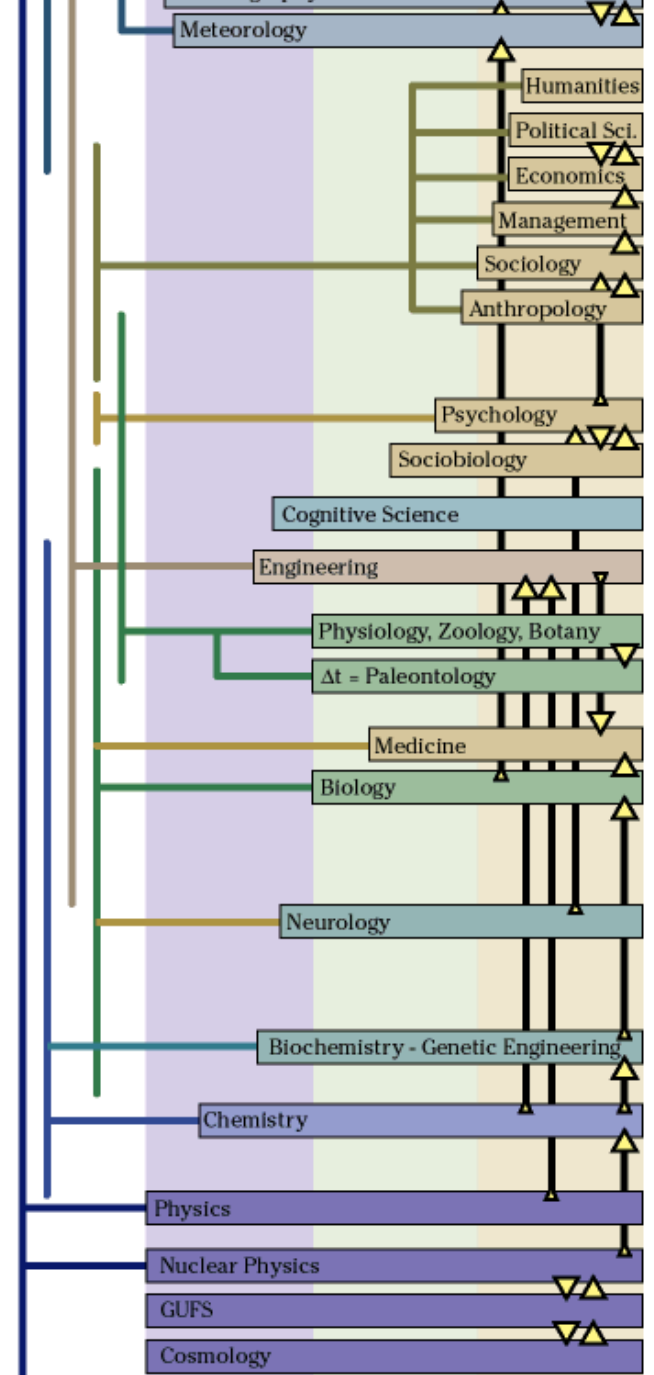 Meteorology
Humanities
Political Sci.
Economics
Management
Sociology
Anthropology
Psychology
Sociobiology
Cognitive Science
Engineering
Physiology, Zoology, Botany
Δt = Paleontology
Medicine
Biology
Neurology
Biochemistry - Genetic Engineering
Chemistry
Physics
Nuclear Physics
GUFS
Cosmology